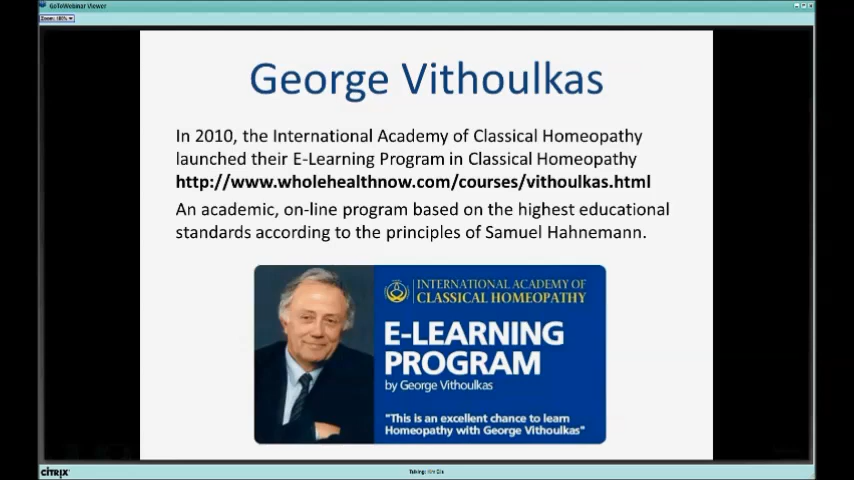 GoToWebinar Viewer
Zoom: 100%
George Vithoulkas
In 2010, the International Academy of Classical Homeopathy
launched their E-Learning Program in Classical Homeopathy
http://www.wholehealthnow.com/courses/vithoulkas.html
An academic, on-line program based on the highest educational
standards according to the principles of Samuel Hahnemann.
INTERNATIONAL ACADEMY OF
CLASSICAL HOMEOPATHY
E-LEARNING
PROGRAM
by George Vithoulkas
"This is an excellent chance to learn
Homeopathy with George Vithoulkas"
CITRIX
Talking: